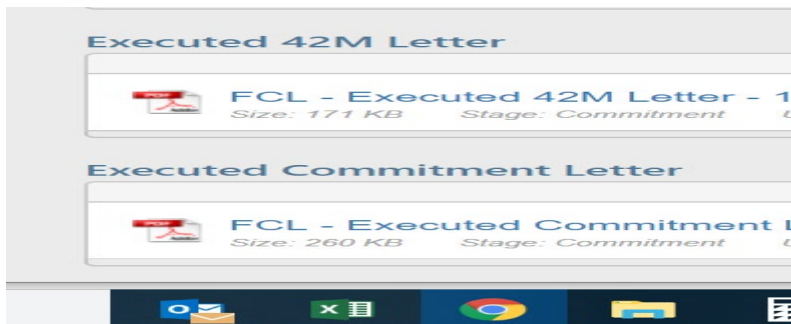 Executed 42M Letter
FCL - Executed 42M Letter - 1
Size: 171 KB Stage: Commitment
Executed Commitment Letter
FCL - Executed Commitment L
Size: 260 KB Stage: Commitment